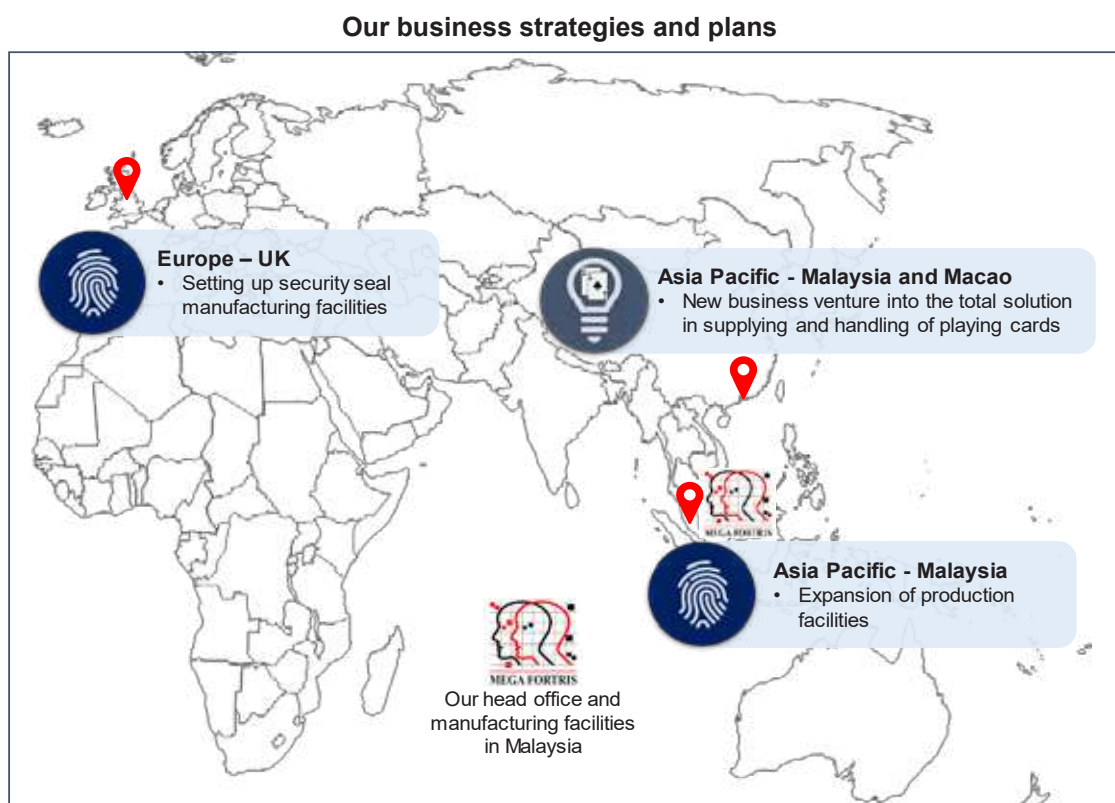 Our business strategies and plans
Europe – UK
• Setting up security seal
manufacturing facilities
Asia Pacific - Malaysia and Macao
• New business venture into the total solution
in supplying and handling of playing cards
MEGA FORTRIS
Asia Pacific - Malaysia
• Expansion of production
facilities
MEGA FORTRIS
Our head office and
manufacturing facilities
in Malaysia